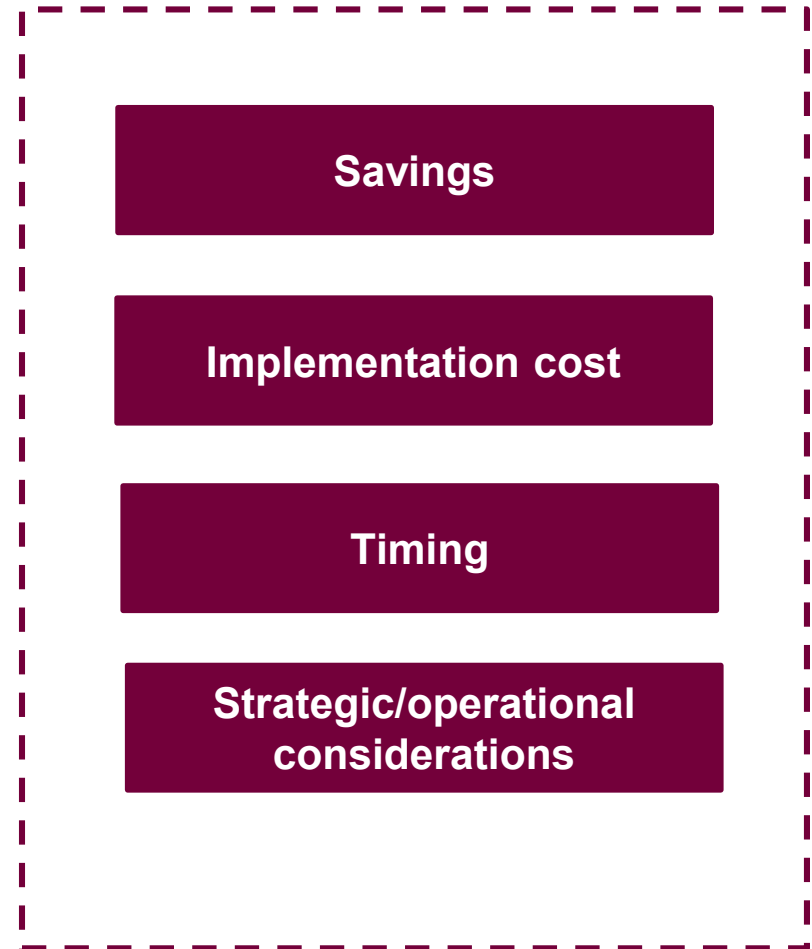 Savings
Implementation cost
Timing
Strategic/operational
considerations